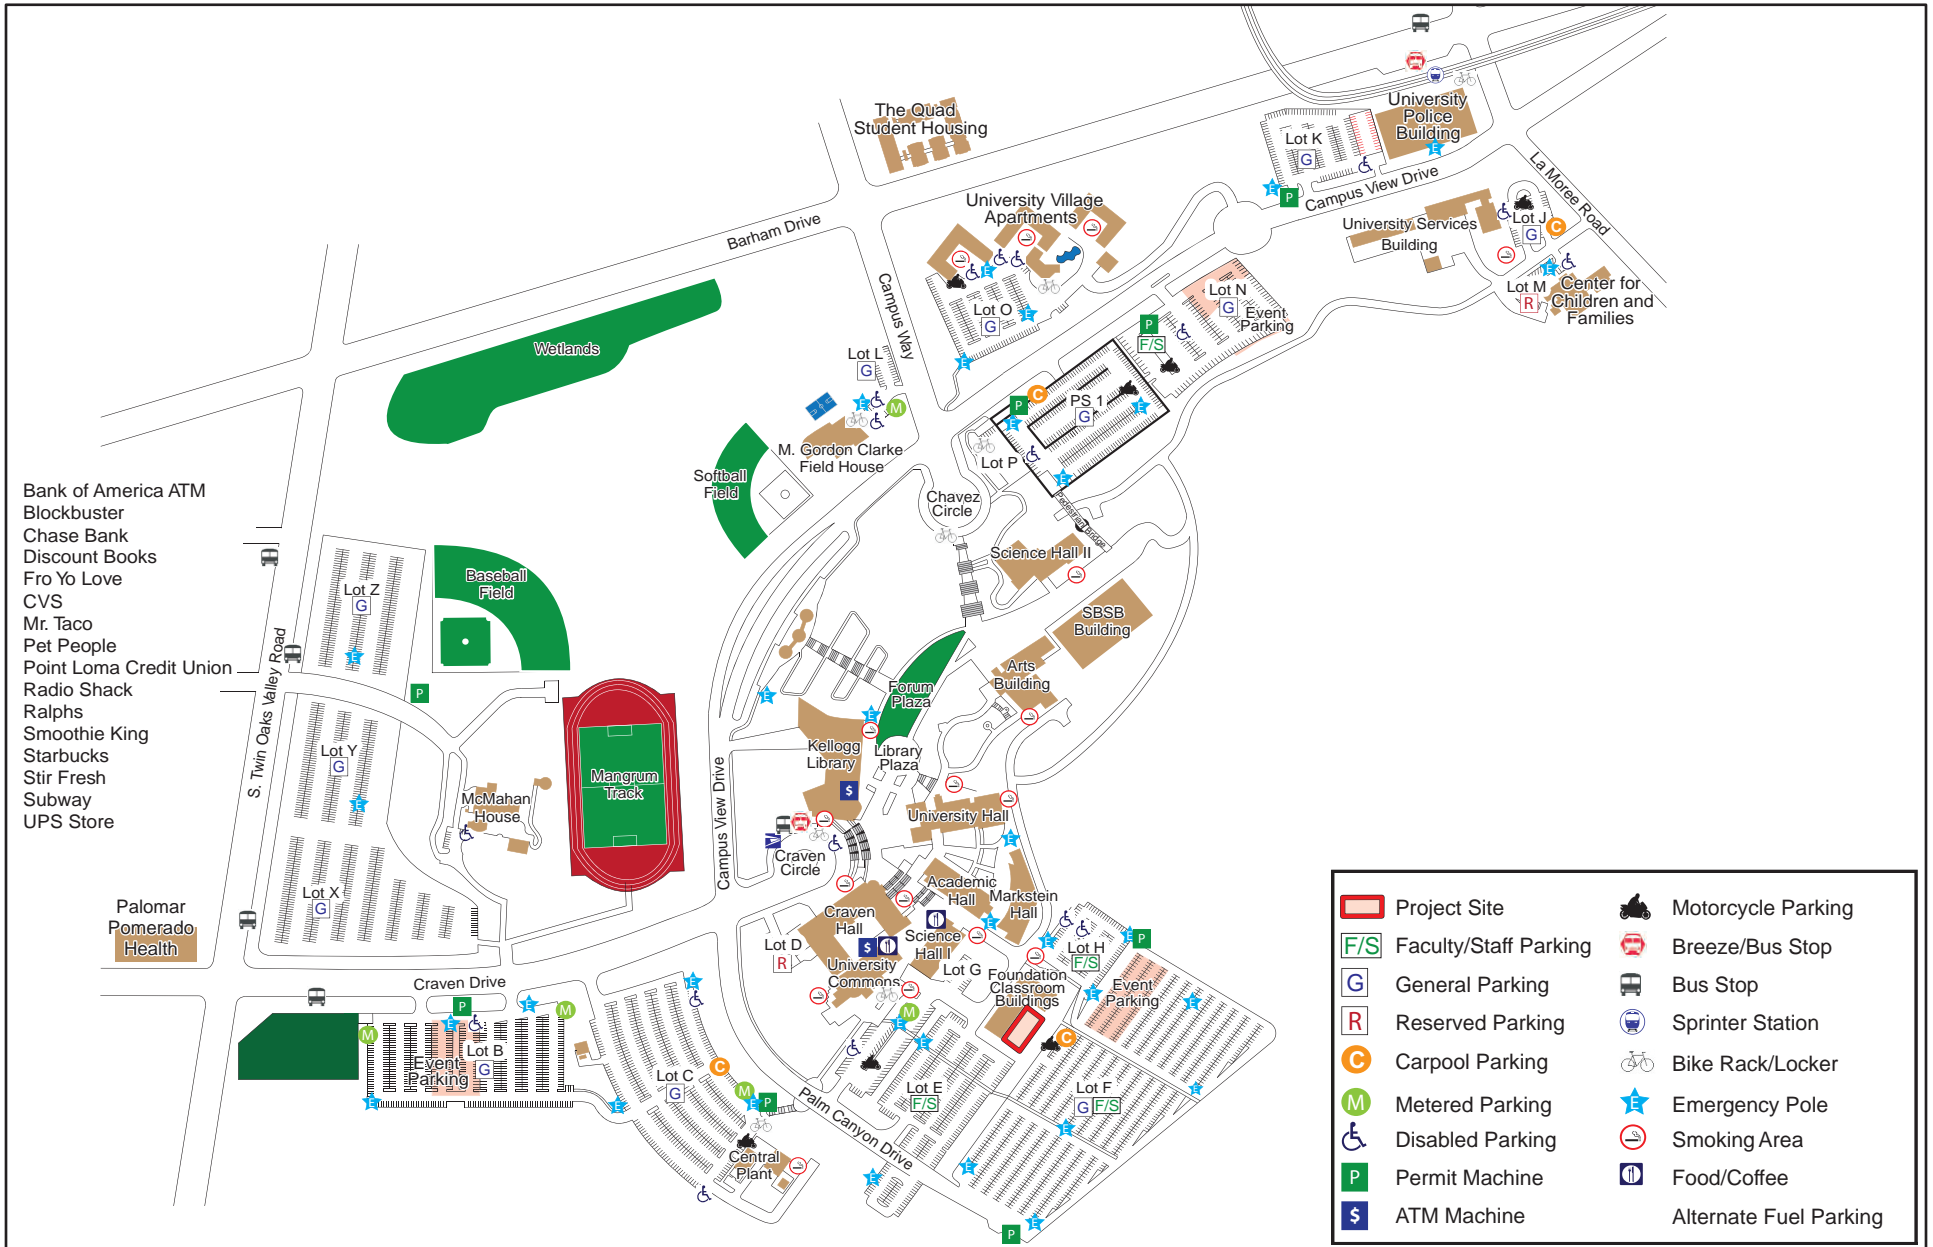 The Quad
Student Housing
University
Police
Building
Lot K
G
E
E
P
Campus View Drive
La Moree Road
University Village
Apartments
University Services
Building
Lot J
G
C
Barham Drive
Campus Way
E
Lot O
G
E
E
Lot N
G
Event
Parking
P
F/S
E
Lot M
R
Center for
Children and
Families
Wetlands
Lot L
G
E
M
M. Gordon Clarke
Field House
C
P
E
PS 1
G
E
E
Lot P
Pedestrian Bridge
Softball
Field
Chavez
Circle
Science Hall II
SBSB
Building
Bank of America ATM
Blockbuster
Chase Bank
Discount Books
Fro Yo Love
CVS
Mr. Taco
Pet People
Point Loma Credit Union
Radio Shack
Ralphs
Smoothie King
Starbucks
Stir Fresh
Subway
UPS Store
S. Twin Oaks Valley Road
Lot Z
G
E
P
Baseball
Field
Lot Y
G
E
Mangrum
Track
McMahan
House
Lot X
G
Campus View Drive
E
Forum
Plaza
E
Arts
Building
Kellogg
Library
Library
Plaza
$
University Hall
E
Craven
Circle
Academic
Hall
Markstein
Hall
E
Craven
Hall
Science
Hall I
$
University
Commons
Lot D
R
Lot G
Foundation
Classroom
Buildings
E
Lot H
F/S
E
P
E
Event
Parking
E
Palomar
Pomerado
Health
Craven Drive
P
E
E
M
M
Lot B
G
Event
Parking
E
E
E
Lot C
G
C
M
E
P
M
E
E
Lot E
F/S
C
Lot F
G
F/S
E
E
E
E
E
P
Palm Canyon Drive
Central
Plant
Project Site
F/S
Faculty/Staff Parking
G
General Parking
R
Reserved Parking
C
Carpool Parking
M
Metered Parking
Disabled Parking
P
Permit Machine
$
ATM Machine
Motorcycle Parking
Breeze/Bus Stop
Bus Stop
Sprinter Station
Bike Rack/Locker
E
Emergency Pole
Smoking Area
Food/Coffee
Alternate Fuel Parking